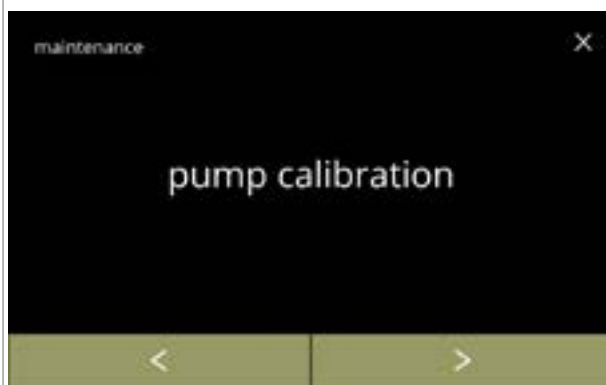 maintenance ×
pump calibration
< >